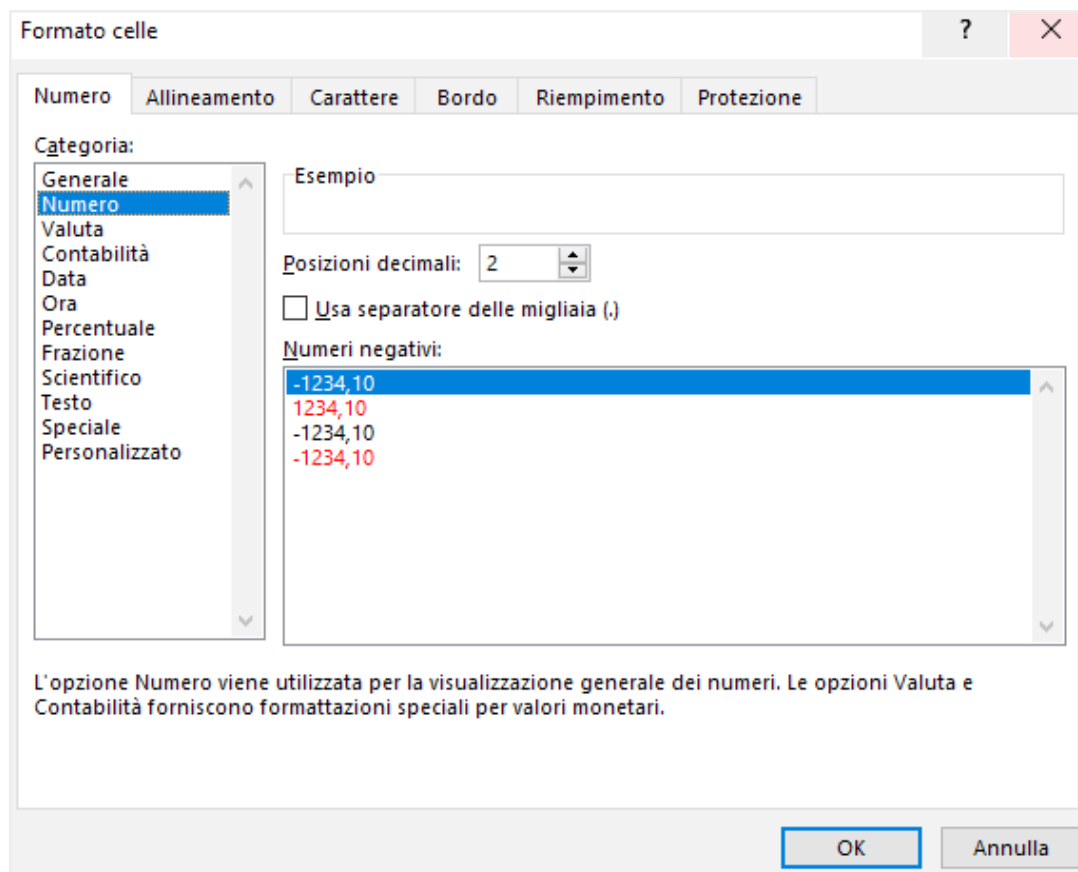 Formato celle ?
Numero Allineamento Carattere Bordo Riempimento Protezione
Categoria:
Generale
Numero
Valuta
Contabilità
Data
Ora
Percentuale
Frazione
Scientifico
Testo
Speciale
Personalizzato
Esempio
Posizioni decimali: 2
Usa separatore delle migliaia (.)
Numeri negativi:
-1234,10
1234,10
-1234,10
-1234,10
L'opzione Numero viene utilizzata per la visualizzazione generale dei numeri. Le opzioni Valuta e
Contabilità forniscono formattazioni speciali per valori monetari.
OK Annulla